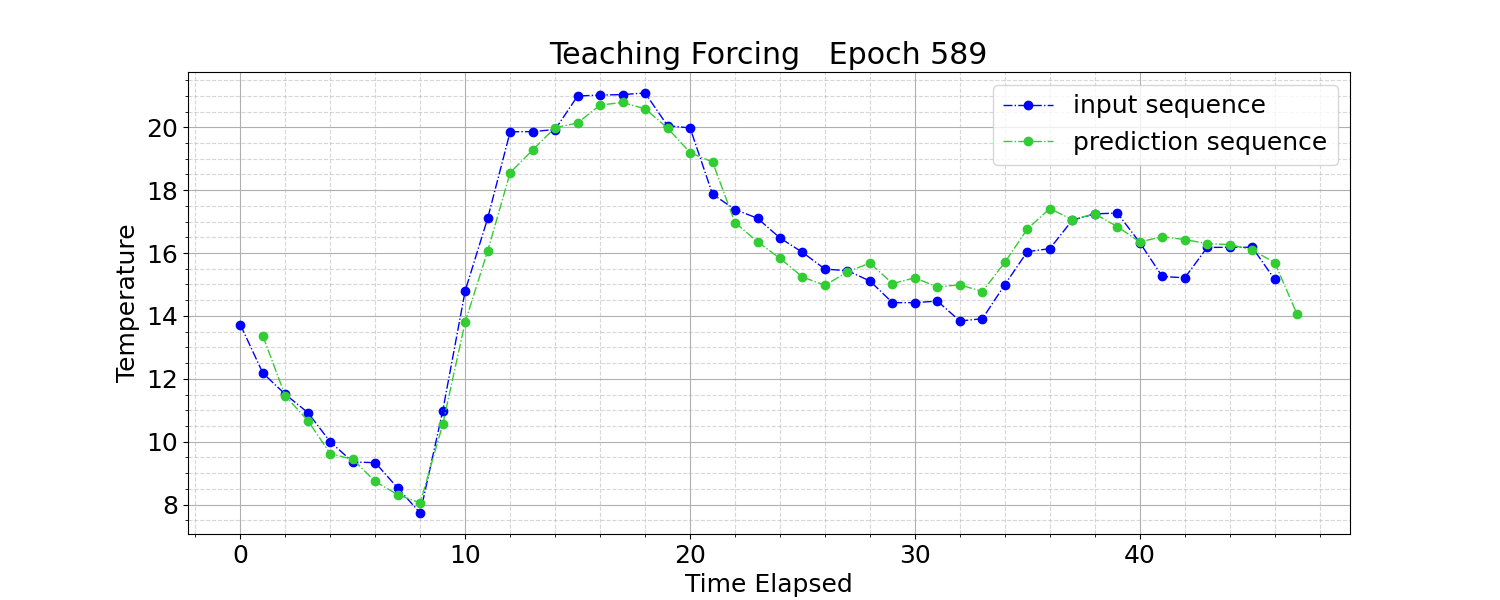 Teaching Forcing   Epoch 589
input sequence
prediction sequence
Temperature
20
18
16
14
12
10
8
0 10 20 30 40
Time Elapsed